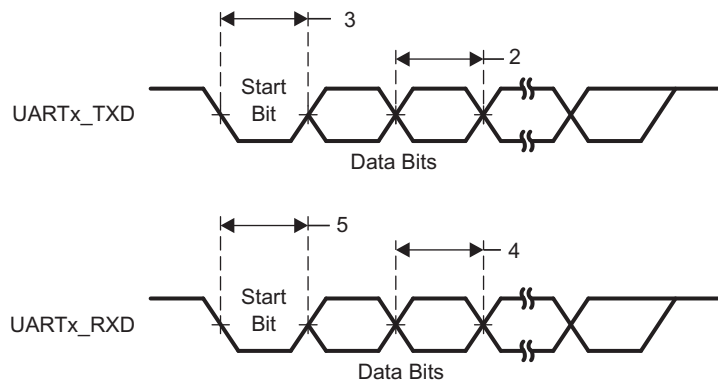 3
2
Start
Bit
UARTx_TXD
Data Bits
5
4
Start
Bit
UARTx_RXD
Data Bits